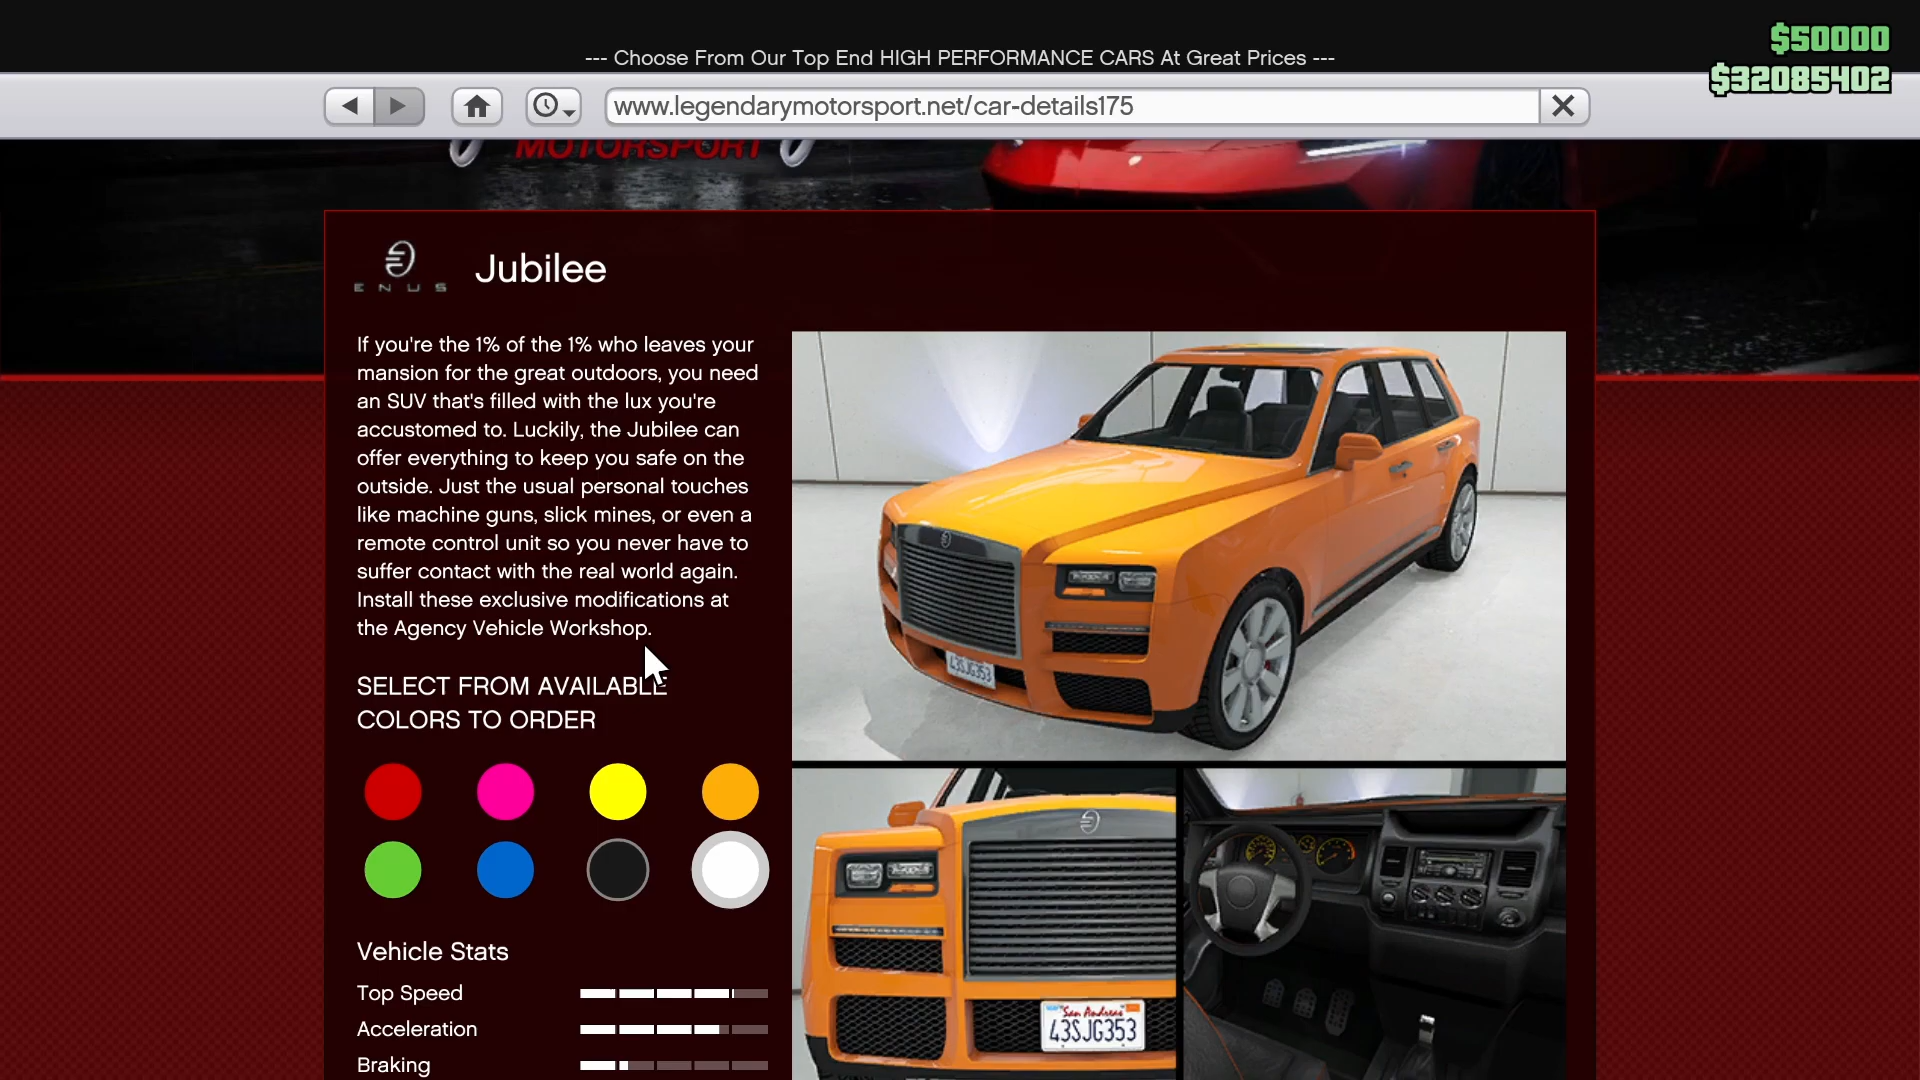 $50000
--- Choose From Our Top End HIGH PERFORMANCE CARS At Great Prices ---
$32085402
www.legendarymotorsport.net/car-details175
MOTORSPORT
ENUS
Jubilee
If you're the 1% of the 1% who leaves your
mansion for the great outdoors, you need
an SUV that's filled with the lux you're
accustomed to. Luckily, the Jubilee can
offer everything to keep you safe on the
outside. Just the usual personal touches
like machine guns, slick mines, or even a
remote control unit so you never have to
suffer contact with the real world again.
Install these exclusive modifications at
the Agency Vehicle Workshop.
43SJG353
SELECT FROM AVAILABLE
COLORS TO ORDER
Vehicle Stats
Top Speed
Acceleration
Braking
San Andreas
43SJG353